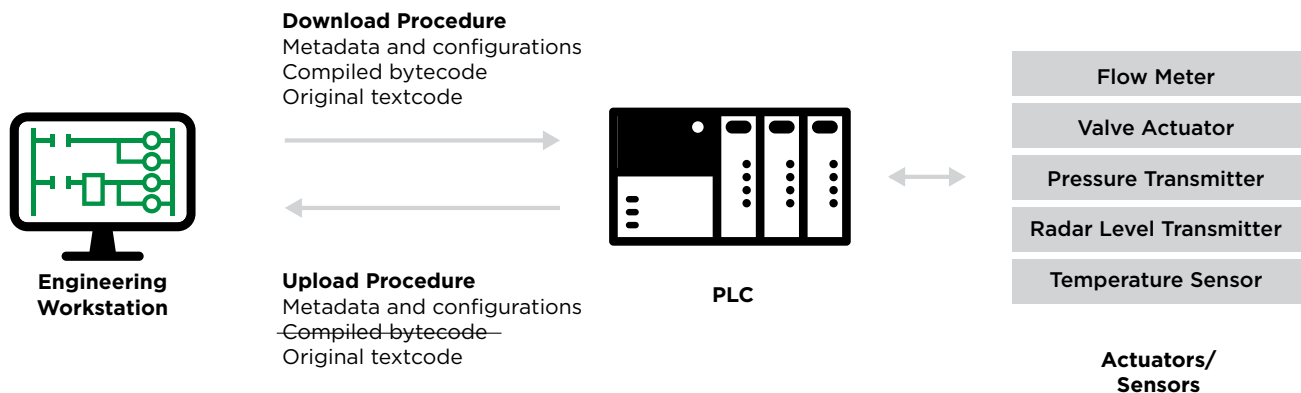 Download Procedure
Metadata and configurations
Compiled bytecode
Original textcode
Engineering
Workstation
Upload Procedure
Metadata and configurations
Compiled bytecode
Original textcode
PLC
Flow Meter
Valve Actuator
Pressure Transmitter
Radar Level Transmitter
Temperature Sensor
Actuators/
Sensors